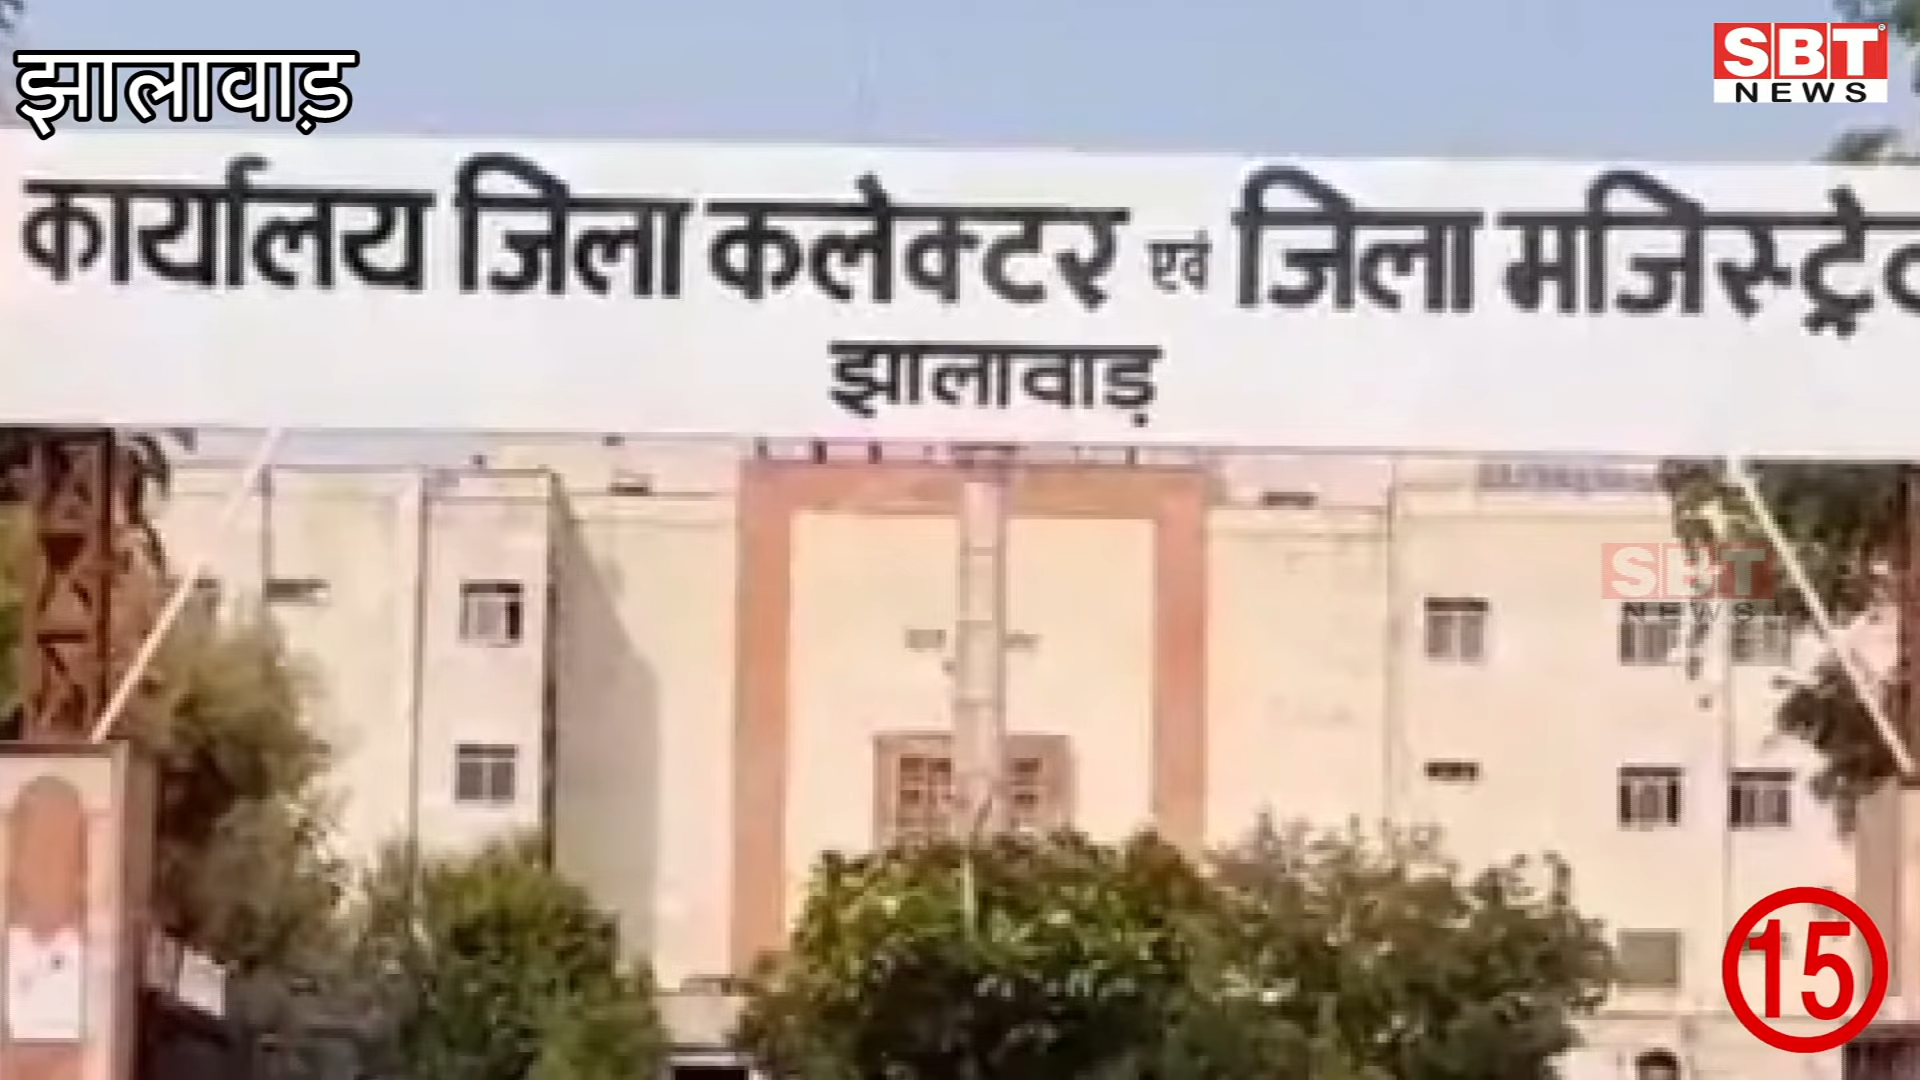 झालावाड़
SBT
NEWS
कार्यालय जिला कलेक्टर एवं जिला मजिस्ट्रे
झालावाड़
SBT
NEWS
15